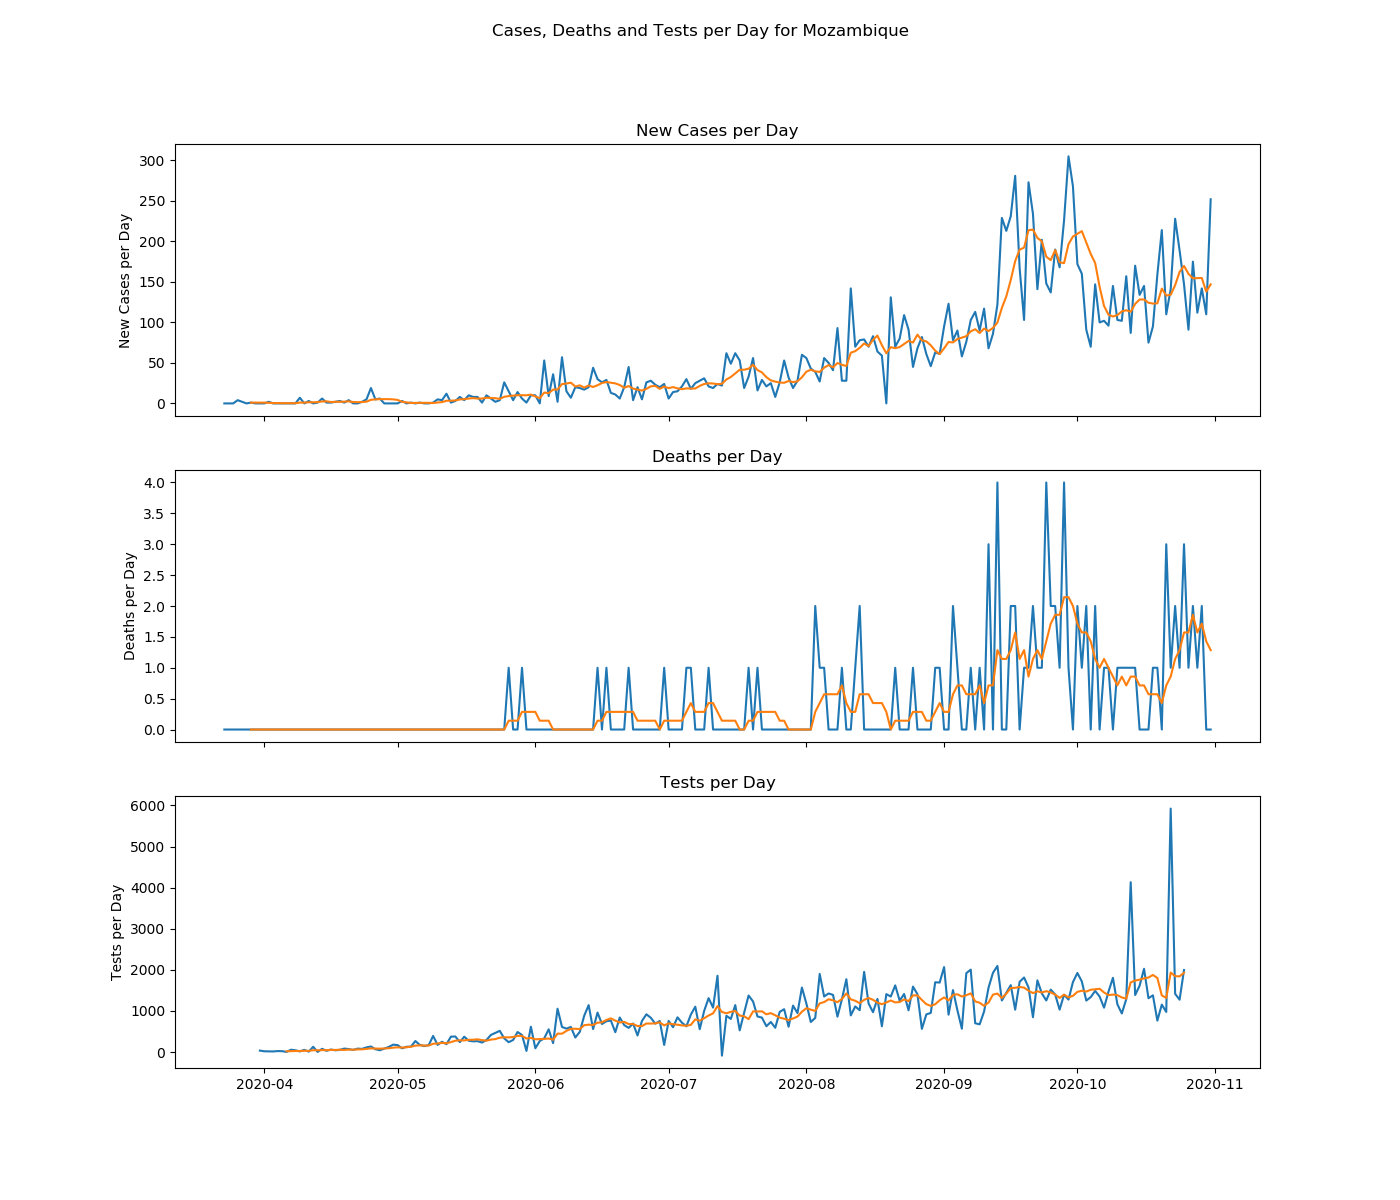 Cases, Deaths and Tests per Day for Mozambique
New Cases per Day
New Cases per Day
300
250
200
150
100
50
0
Deaths per Day
Deaths per Day
4.0
3.5
3.0
2.5
2.0
1.5
1.0
0.5
0.0
Tests per Day
Tests per Day
6000
5000
4000
3000
2000
1000
0
2020-04 2020-05 2020-06 2020-07 2020-08 2020-09 2020-10 2020-11